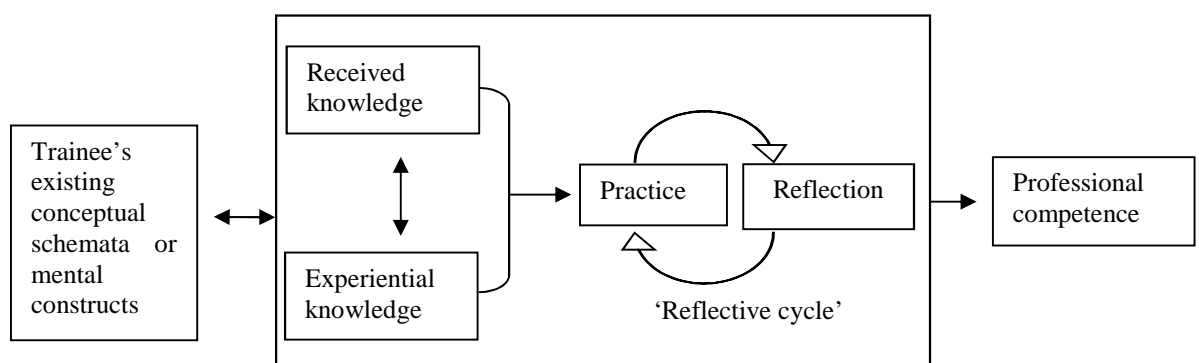 Trainee’s
existing
conceptual
schemata or
mental
constructs
Received
knowledge
Experiential
knowledge
Practice
Reflection
‘Reflective cycle’
Professional
competence